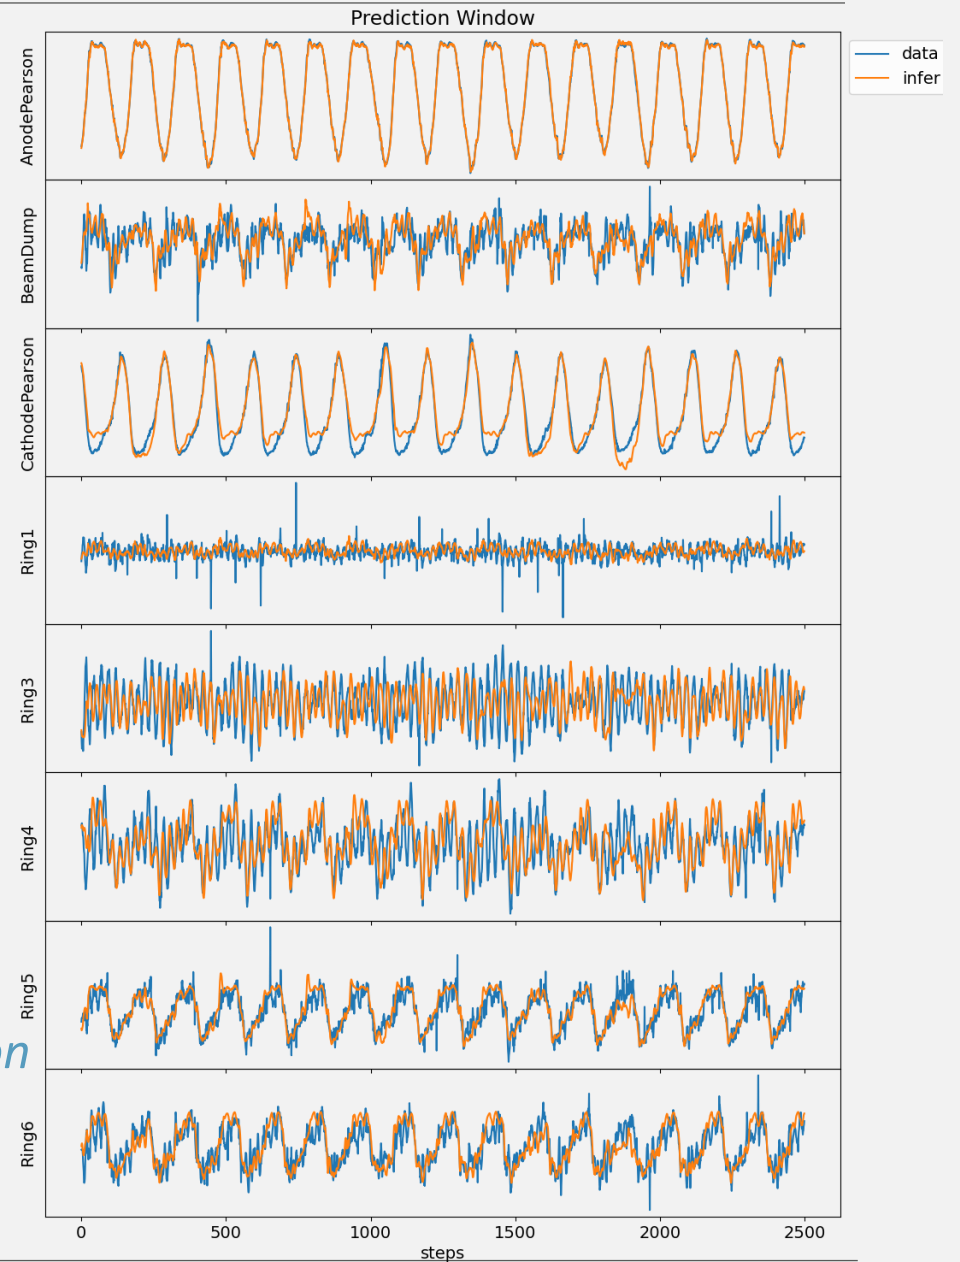 Prediction Window
data
infer
AnodePearson
BeamDump
CathodePearson
Ring1
Ring3
Ring4
Ring5
Ring6
0 500 1000 1500 2000 2500
steps